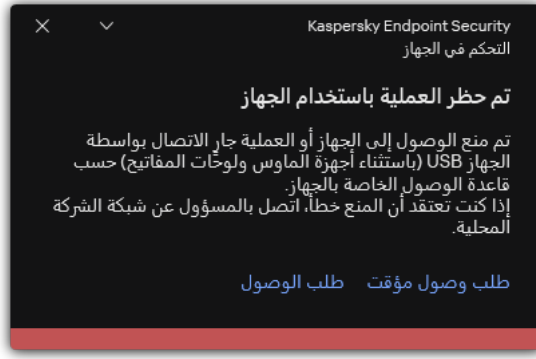 Kaspersky Endpoint Security
التحكم في الجهاز
تم حظر العملية باستخدام الجهاز
تم منع الوصول إلى الجهاز أو العملية جارٍ الاتصال بواسطة
الجهاز USB (باستثناء أجهزة الماوس ولوحات المفاتيح) حسب
قاعدة الوصول الخاصة بالجهاز.
إذا كنت تعتقد أن المنع خطأ، اتصل بالمسؤول عن شبكة الشركة
المحلية.
طلب وصول مؤقت طلب الوصول